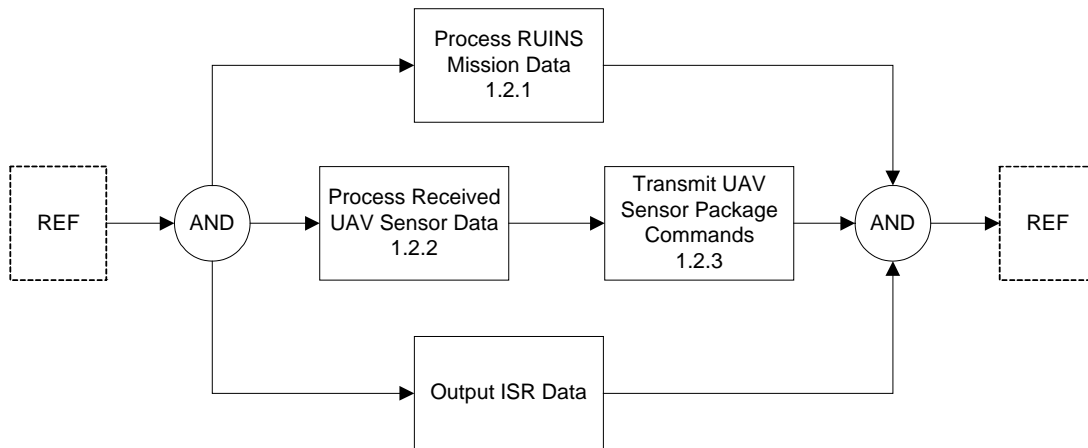 Process RUINS
Mission Data
1.2.1
REF
AND
Process Received
UAV Sensor Data
1.2.2
Transmit UAV
Sensor Package
Commands
1.2.3
AND
REF
Output ISR Data